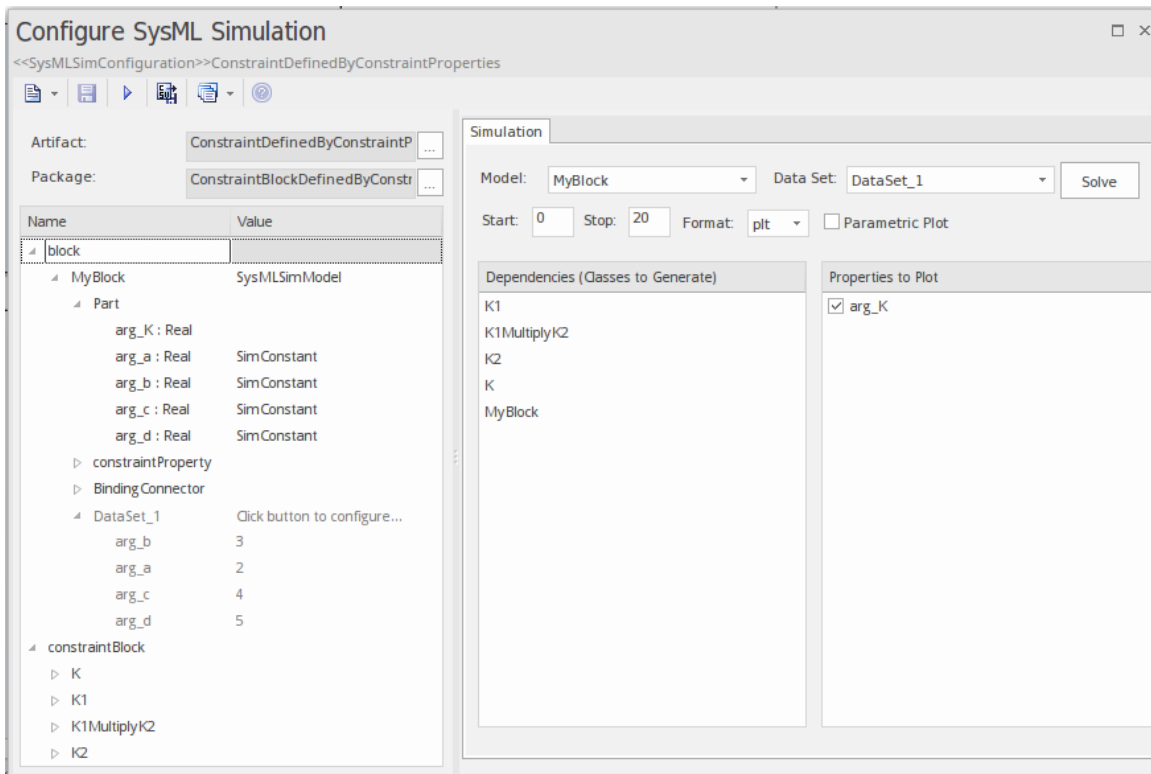 Configure SysML Simulation
<<SysMLSimConfiguration>>ConstraintDefinedByConstraintProperties
Artifact: ConstraintDefinedByConstraintP ...
Package: ConstraintBlockDefinedByConstr ...
Name Value
block
MyBlock SysMLSimModel
Part
arg_K : Real
arg_a : Real SimConstant
arg_b : Real SimConstant
arg_c : Real SimConstant
arg_d : Real SimConstant
constraintProperty
BindingConnector
DataSet_1 Click button to configure...
arg_b 3
arg_a 2
arg_c 4
arg_d 5
constraintBlock
K
K1
K1MultiplyK2
K2
Simulation
Model: MyBlock Data Set: DataSet_1 Solve
Start: 0 Stop: 20 Format: plt Parametric Plot
Dependencies (Classes to Generate)
K1
K1MultiplyK2
K2
K
MyBlock
Properties to Plot
arg_K